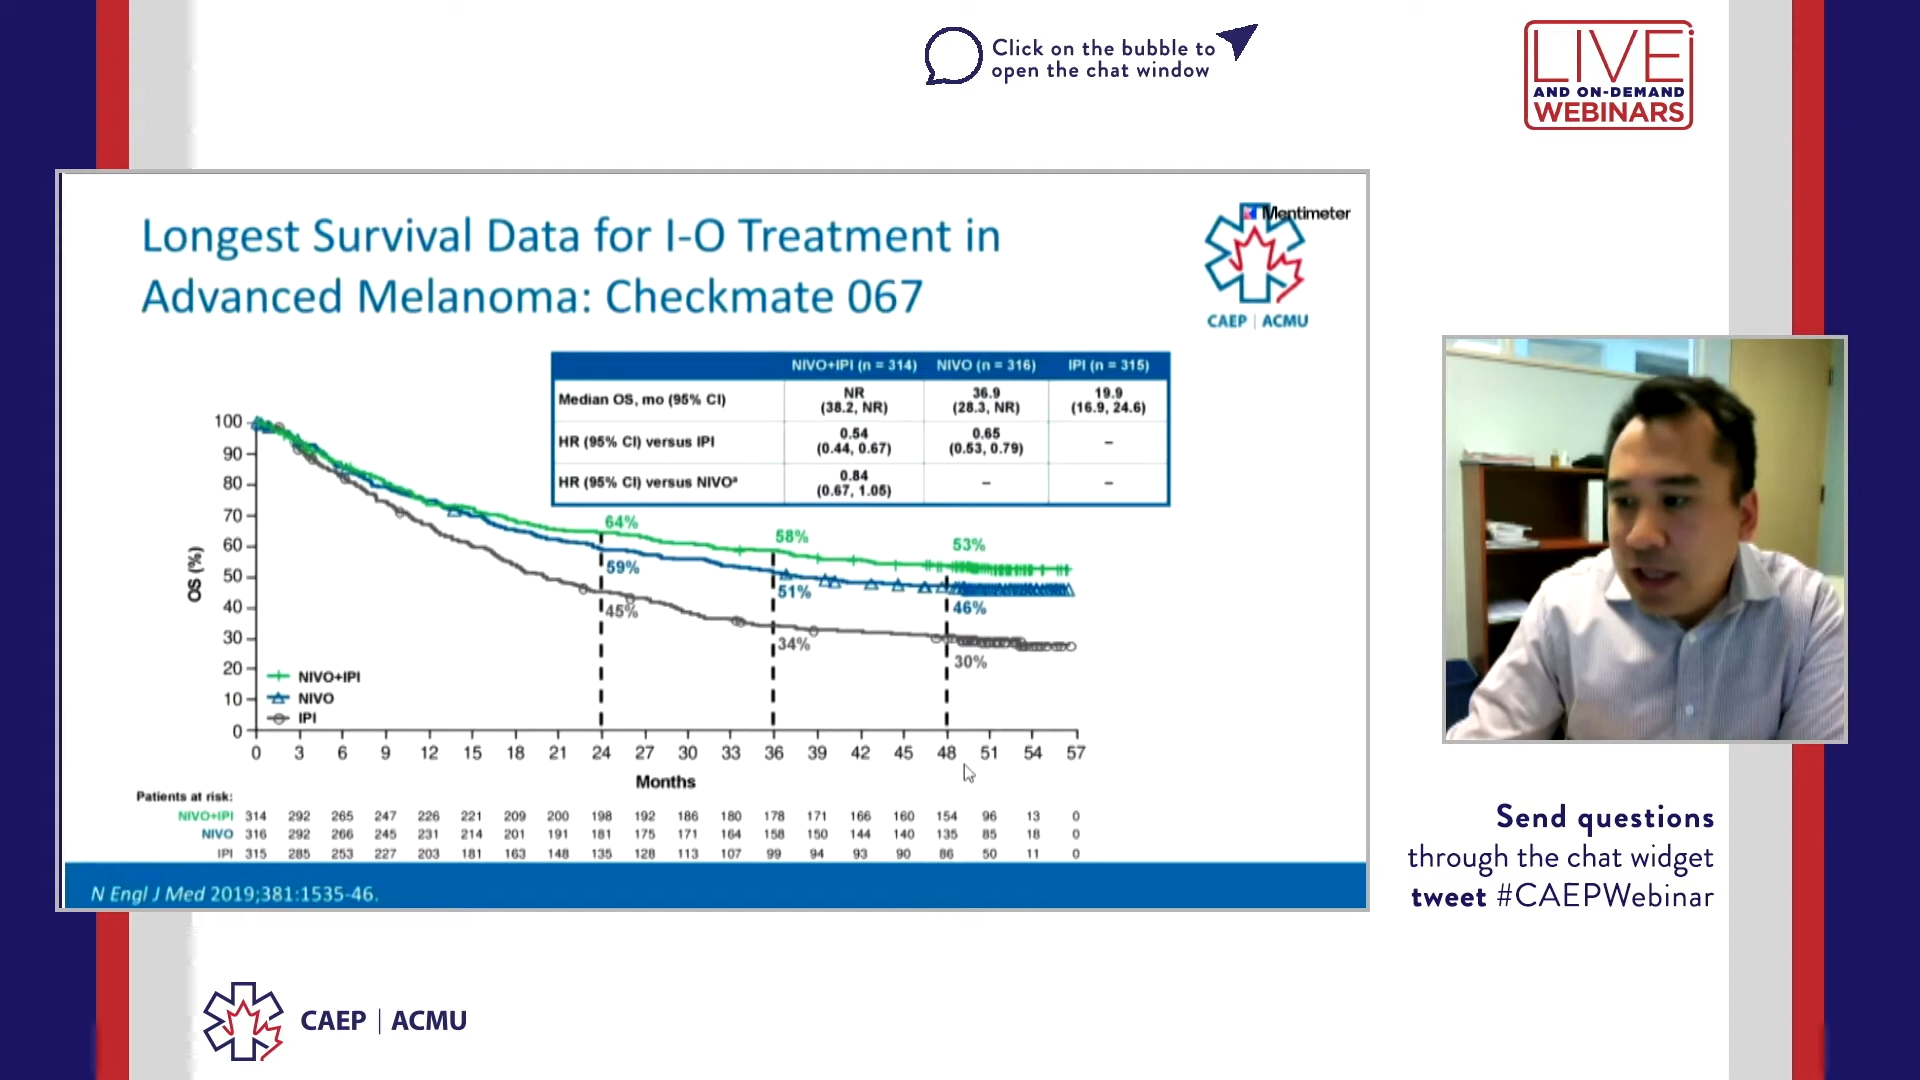 Click on the bubble to
open the chat window
LIVE
AND ON-DEMAND
WEBINARS
Longest Survival Data for I-O Treatment in
Advanced Melanoma: Checkmate 067
Mentimeter
CAEP | ACMU
NIVO+IPI (n = 314) NIVO (n = 316) IPI (n = 315)
Median OS, mo (95% CI) NR (38.2, NR) 36.9 (28.3, NR) 19.9 (16.9, 24.6)
HR (95% CI) versus IPI 0.54 (0.44, 0.67) 0.65 (0.53, 0.79) –
HR (95% CI) versus NIVOª 0.84 (0.67, 1.05) – –
OS (%)
100
90
80
70
60
50
40
30
20
10
0
64% 58% 53%
59% 51% 46%
45% 34% 30%
NIVO+IPI
NIVO
IPI
0 3 6 9 12 15 18 21 24 27 30 33 36 39 42 45 48 51 54 57
Months
Patients at risk:
NIVO+IPI 314 292 265 247 226 221 209 200 198 192 186 180 178 171 166 160 154 96 13 0
NIVO 316 292 266 245 231 214 201 191 181 175 171 164 158 150 144 140 135 85 18 0
IPI 315 285 253 227 203 181 163 148 135 128 113 107 99 94 93 90 86 50 11 0
N Engl J Med 2019;381:1535-46.
Send questions
through the chat widget
tweet #CAEPWebinar
CAEP | ACMU